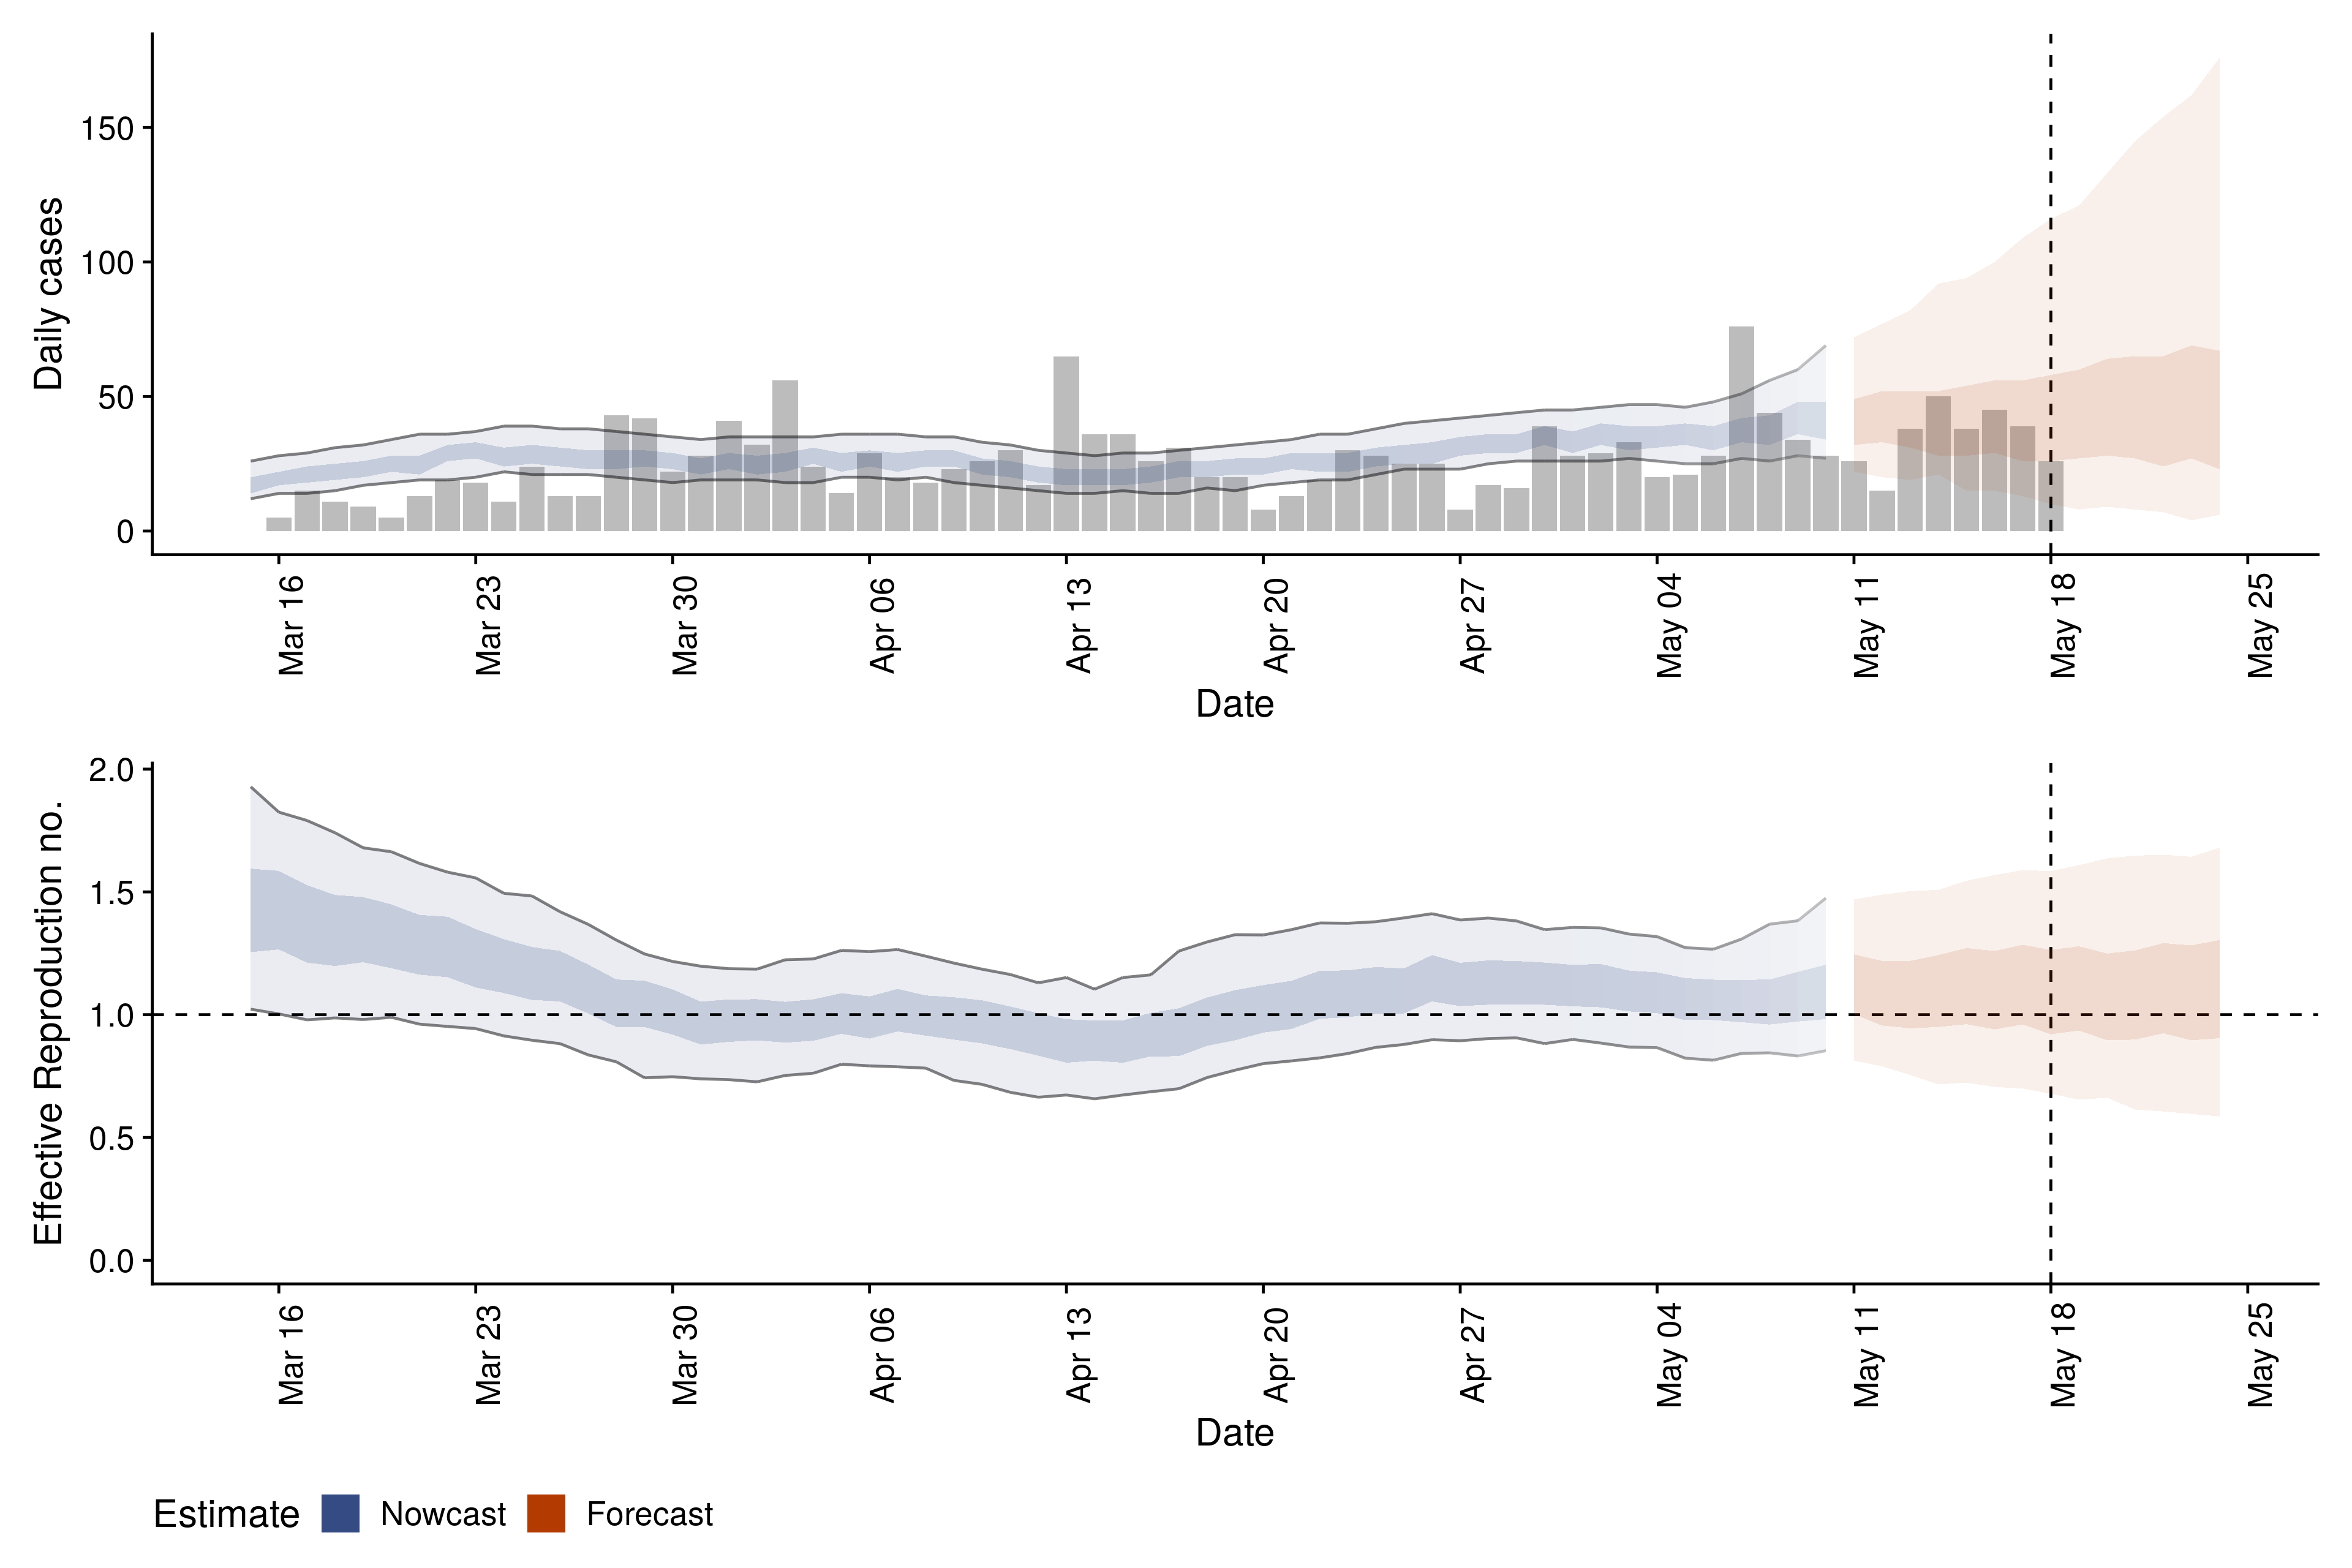 Daily cases
150
100
50
0
Mar 16
Mar 23
Mar 30
Apr 06
Apr 13
Apr 20
Apr 27
May 04
May 11
May 18
May 25
Date
Effective Reproduction no.
2.0
1.5
1.0
0.5
0.0
Mar 16
Mar 23
Mar 30
Apr 06
Apr 13
Apr 20
Apr 27
May 04
May 11
May 18
May 25
Date
Estimate Nowcast Forecast